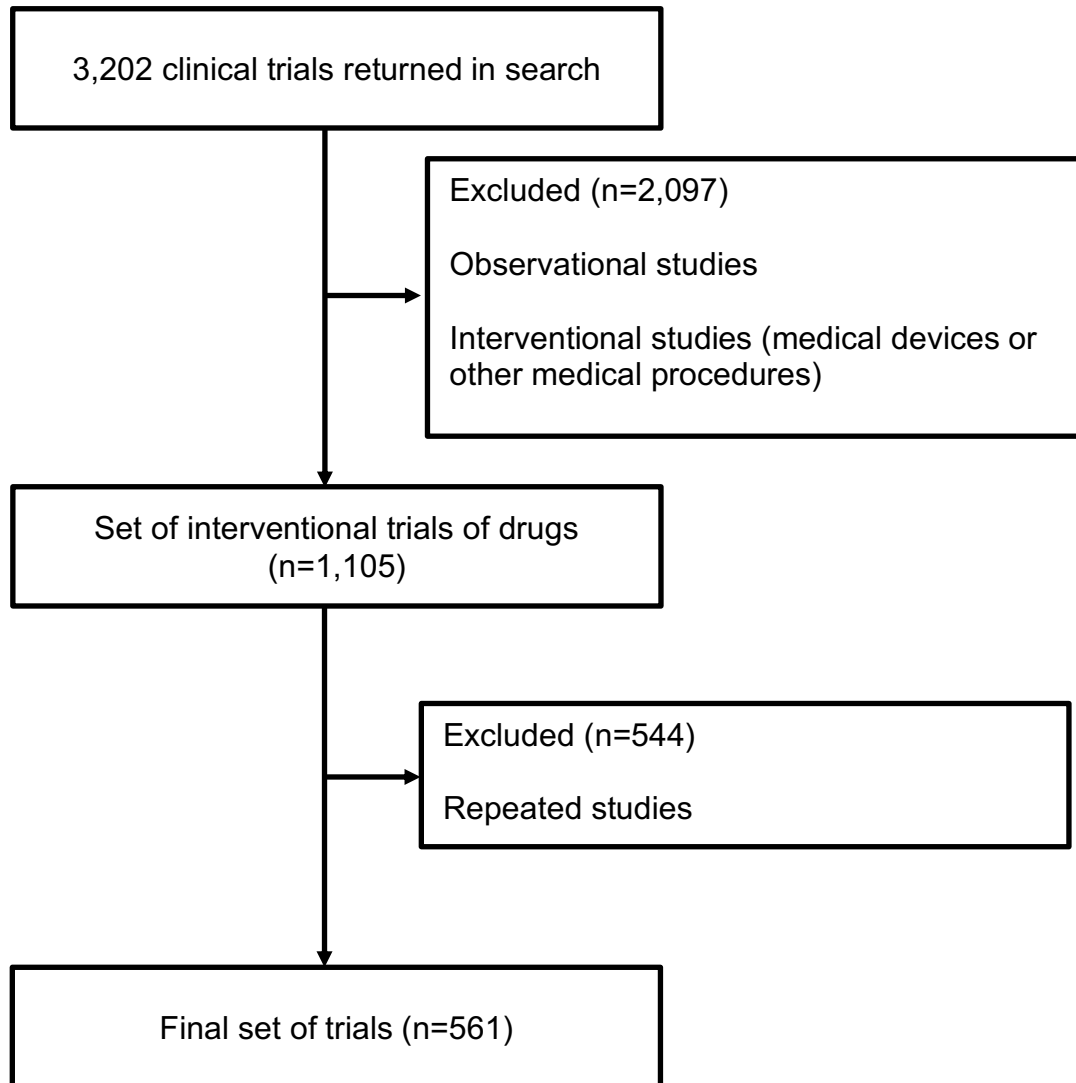 3,202 clinical trials returned in search
Excluded (n=2,097)
Observational studies
Interventional studies (medical devices or
other medical procedures)
Set of interventional trials of drugs
(n=1,105)
Excluded (n=544)
Repeated studies
Final set of trials (n=561)